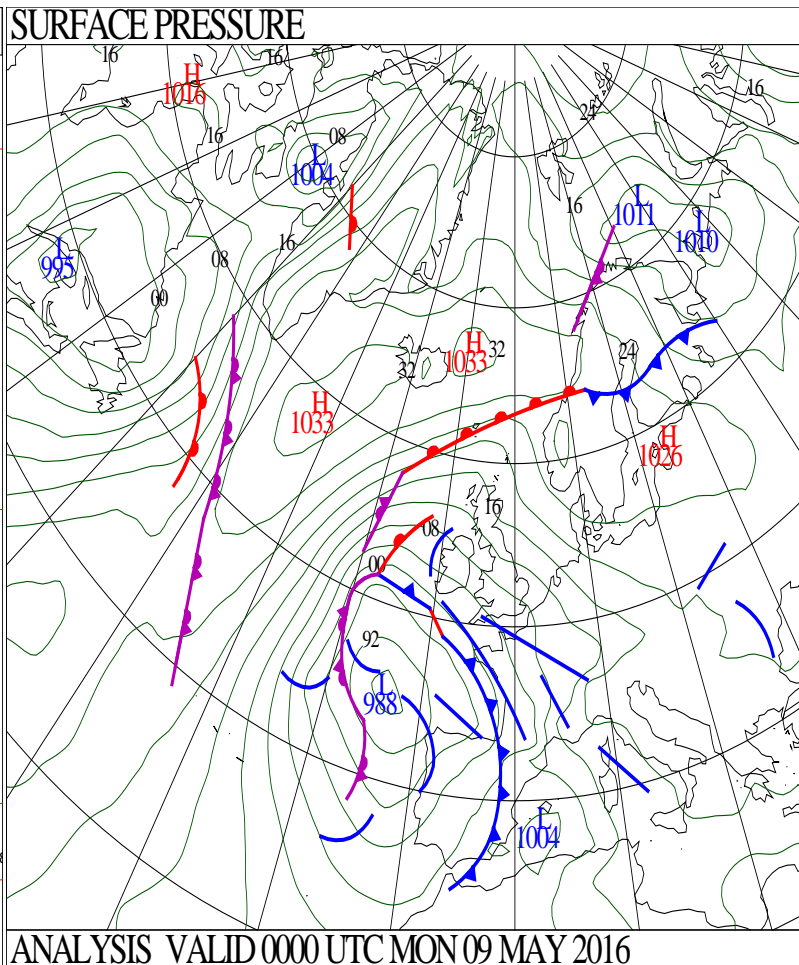 SURFACE PRESSURE
16
16
H
1016
24
16
16
08
L
1004
16
L
1011
L
1010
16
L
995
08
00
H
1033
32
32
24
H
1033
H
1026
16
08
00
92
L
988
L
1004
ANALYSIS VALID 0000 UTC MON 09 MAY 2016